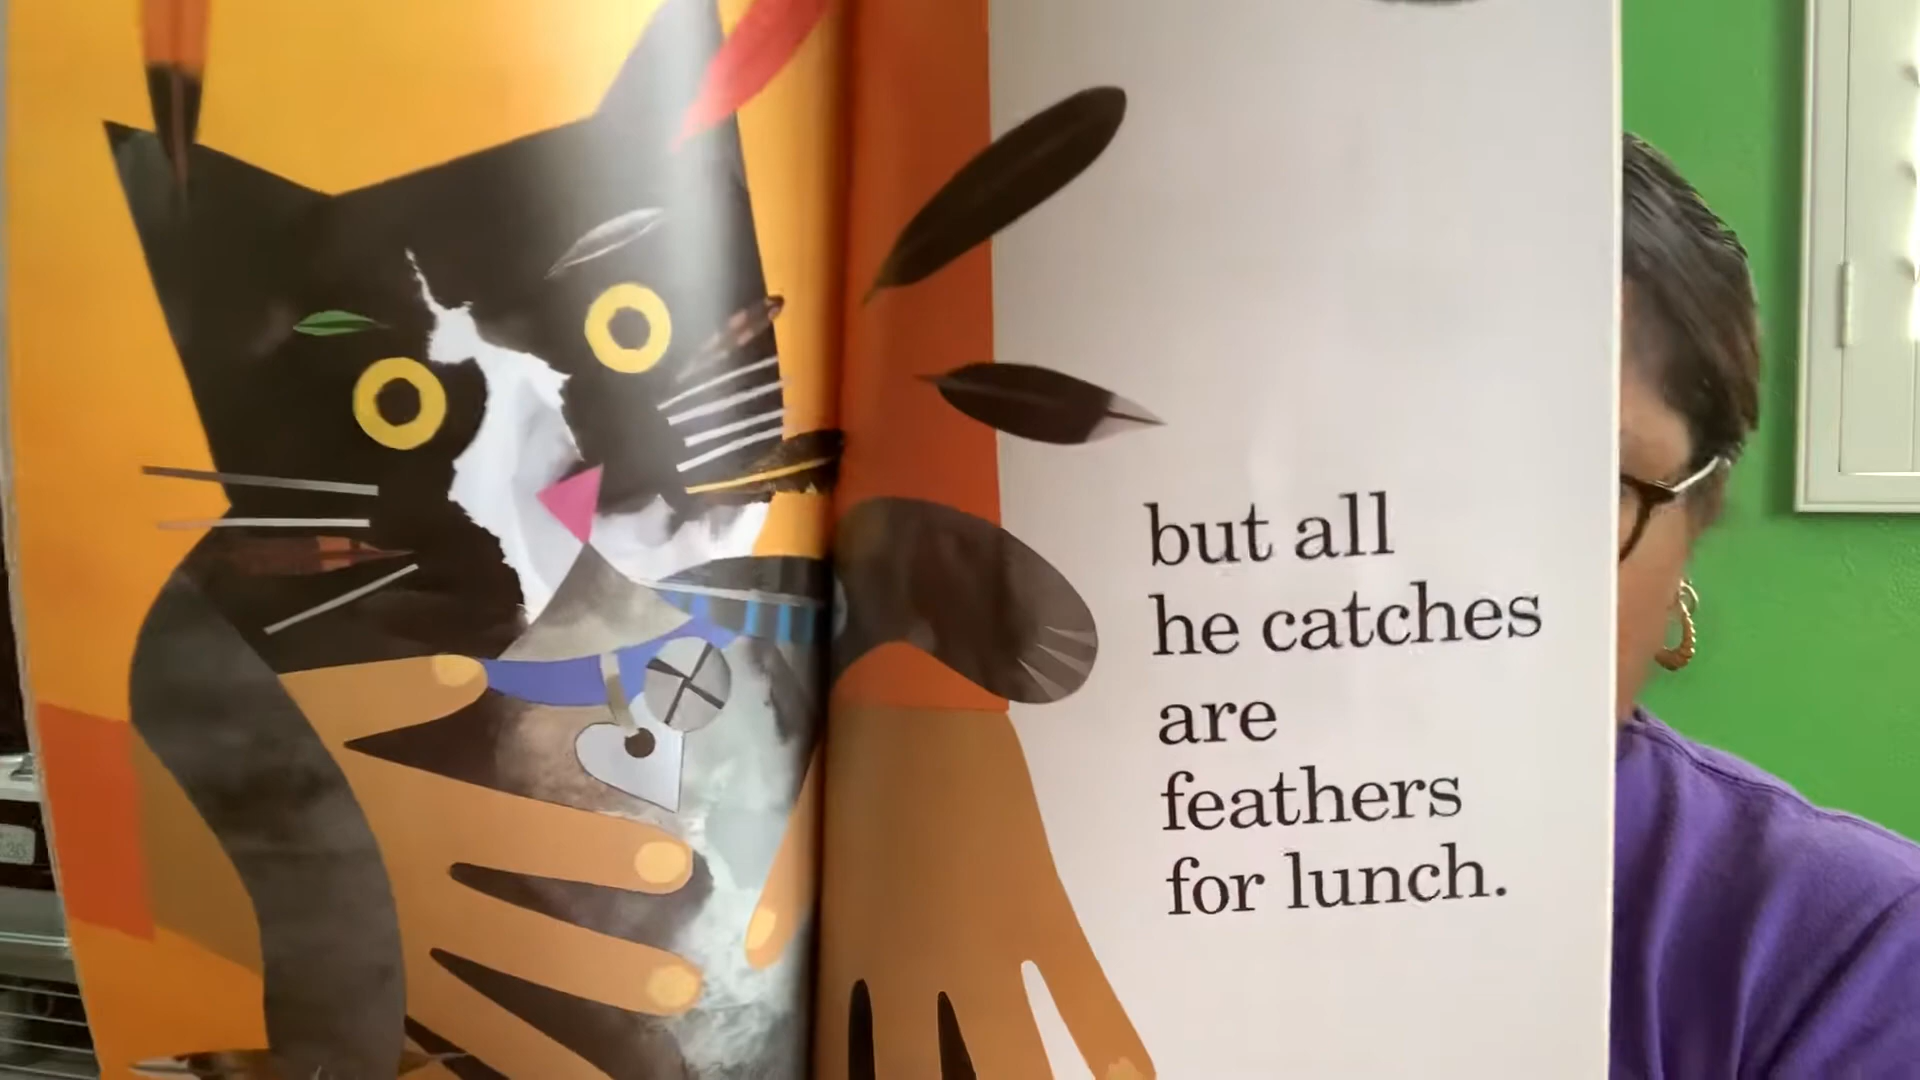 but all
he catches
are
feathers
for lunch.